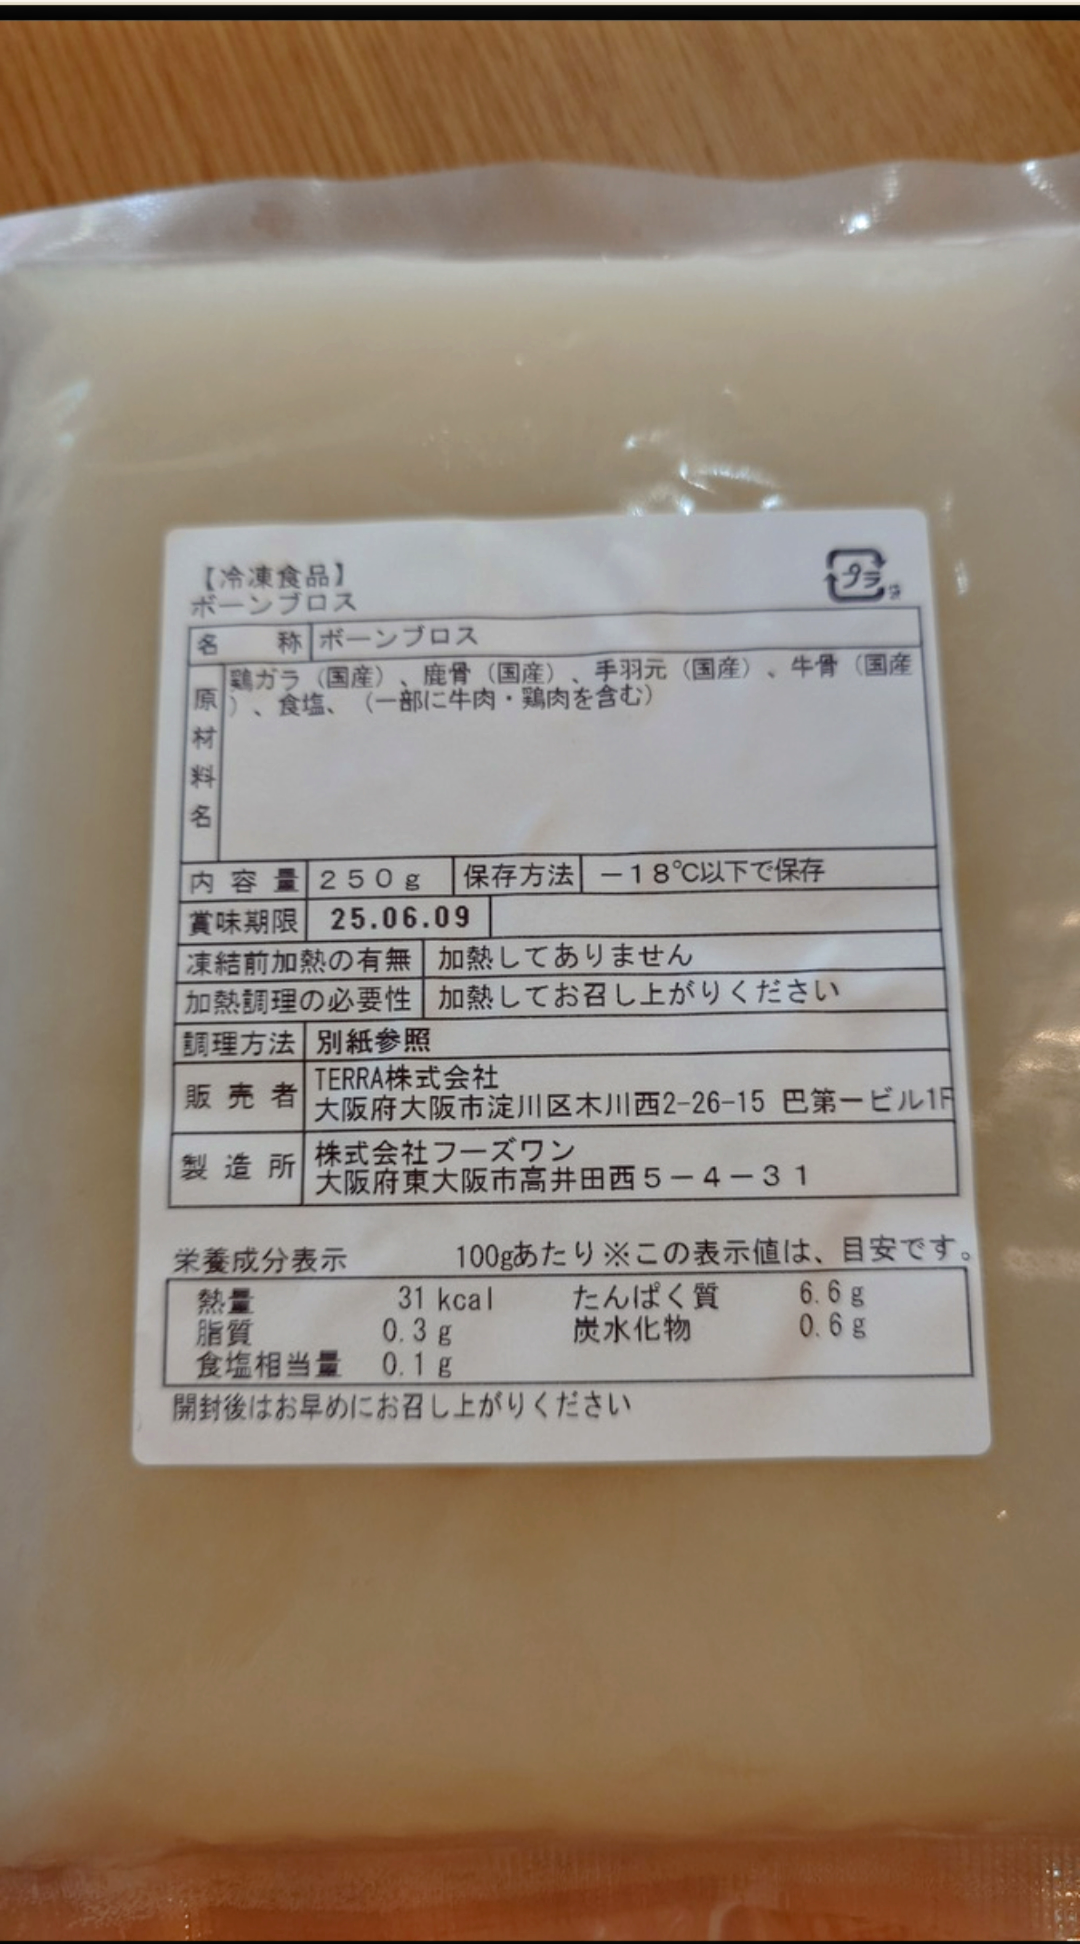 【冷凍食品】
ボーンブロス
プラ
袋
名称 ボーンブロス
原材料名 鶏ガラ（国産）、鹿骨（国産）、手羽元（国産）、牛骨（国産
）、食塩、（一部に牛肉・鶏肉を含む）
内容量 250g 保存方法 －18℃以下で保存
賞味期限 25.06.09
凍結前加熱の有無 加熱してありません
加熱調理の必要性 加熱してお召し上がりください
調理方法 別紙参照
販売者 TERRA株式会社
大阪府大阪市淀川区木川西2-26-15 巴第一ビル1F
製造所 株式会社フーズワン
大阪府東大阪市高井田西5－4－31
栄養成分表示 100gあたり※この表示値は、目安です。
熱量 31 kcal たんぱく質 6.6g
脂質 0.3g 炭水化物 0.6g
食塩相当量 0.1g
開封後はお早めにお召し上がりください